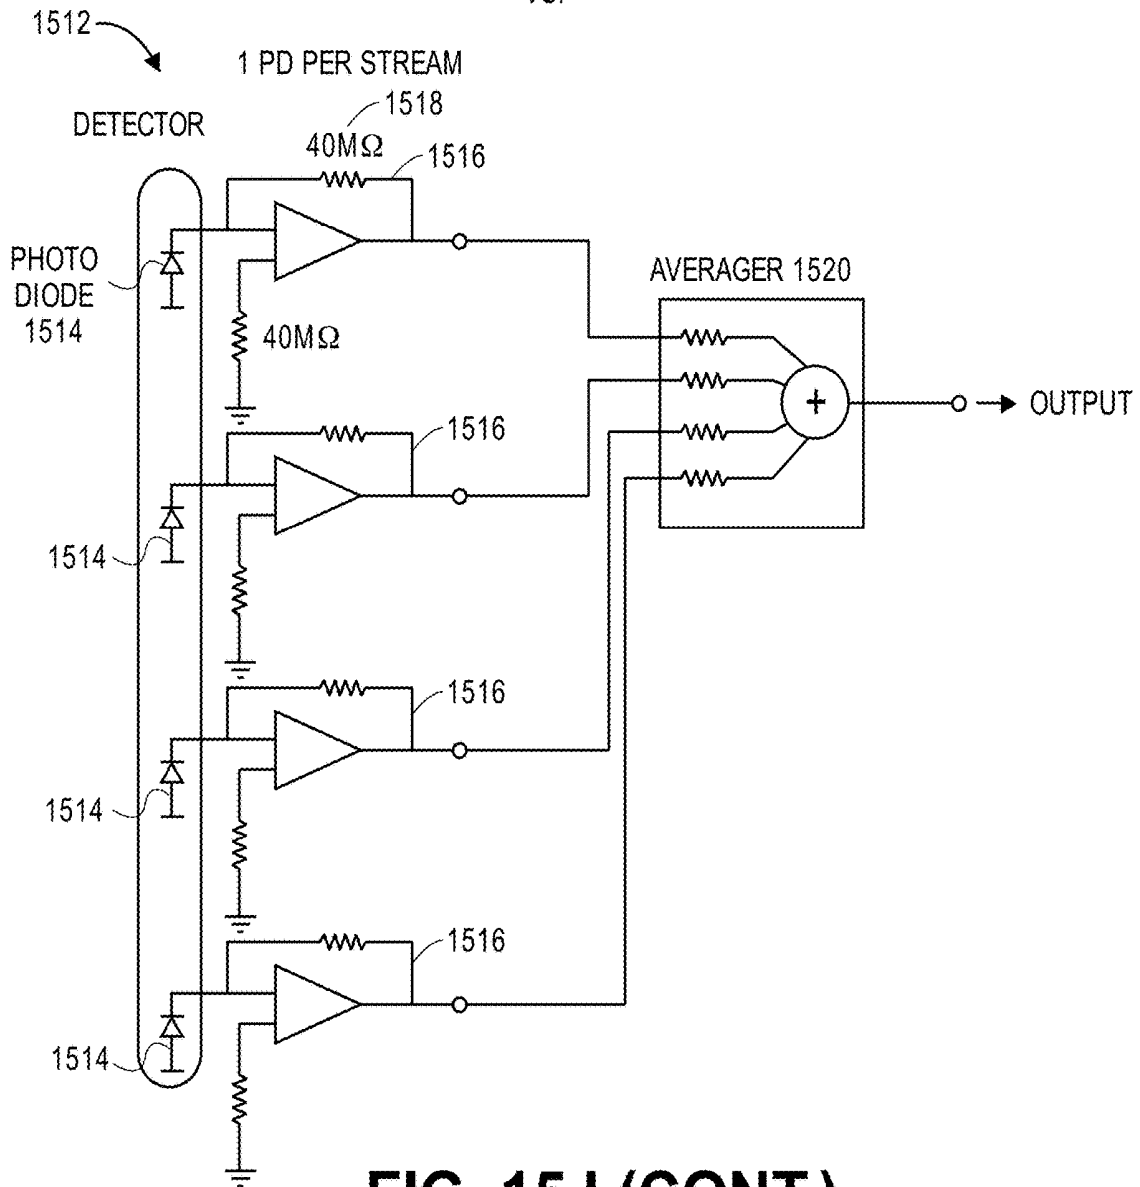 1512
1 PD PER STREAM
1518
DETECTOR
40MΩ
1516
PHOTO
DIODE
1514
AVERAGER 1520
40MΩ
+
OUTPUT
1516
1514
1516
1514
1516
1514